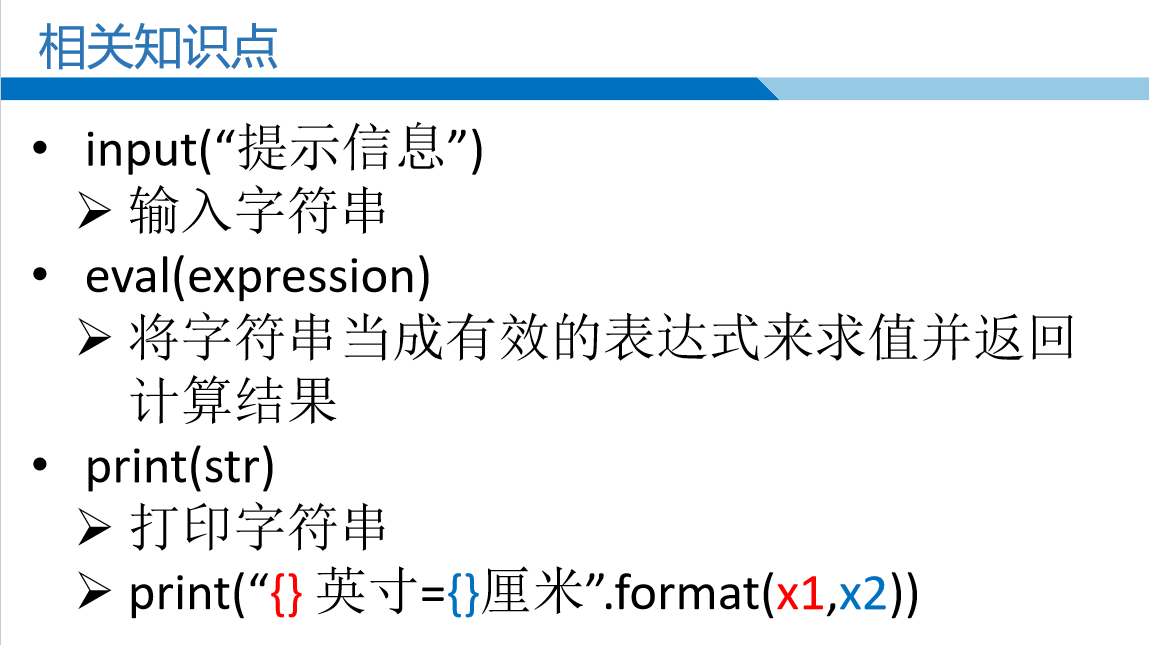 相关知识点
• input(“提示信息”)
➢ 输入字符串
• eval(expression)
➢ 将字符串当成有效的表达式来求值并返回
计算结果
• print(str)
➢ 打印字符串
➢ print(“{} 英寸={}厘米”.format(x1,x2))